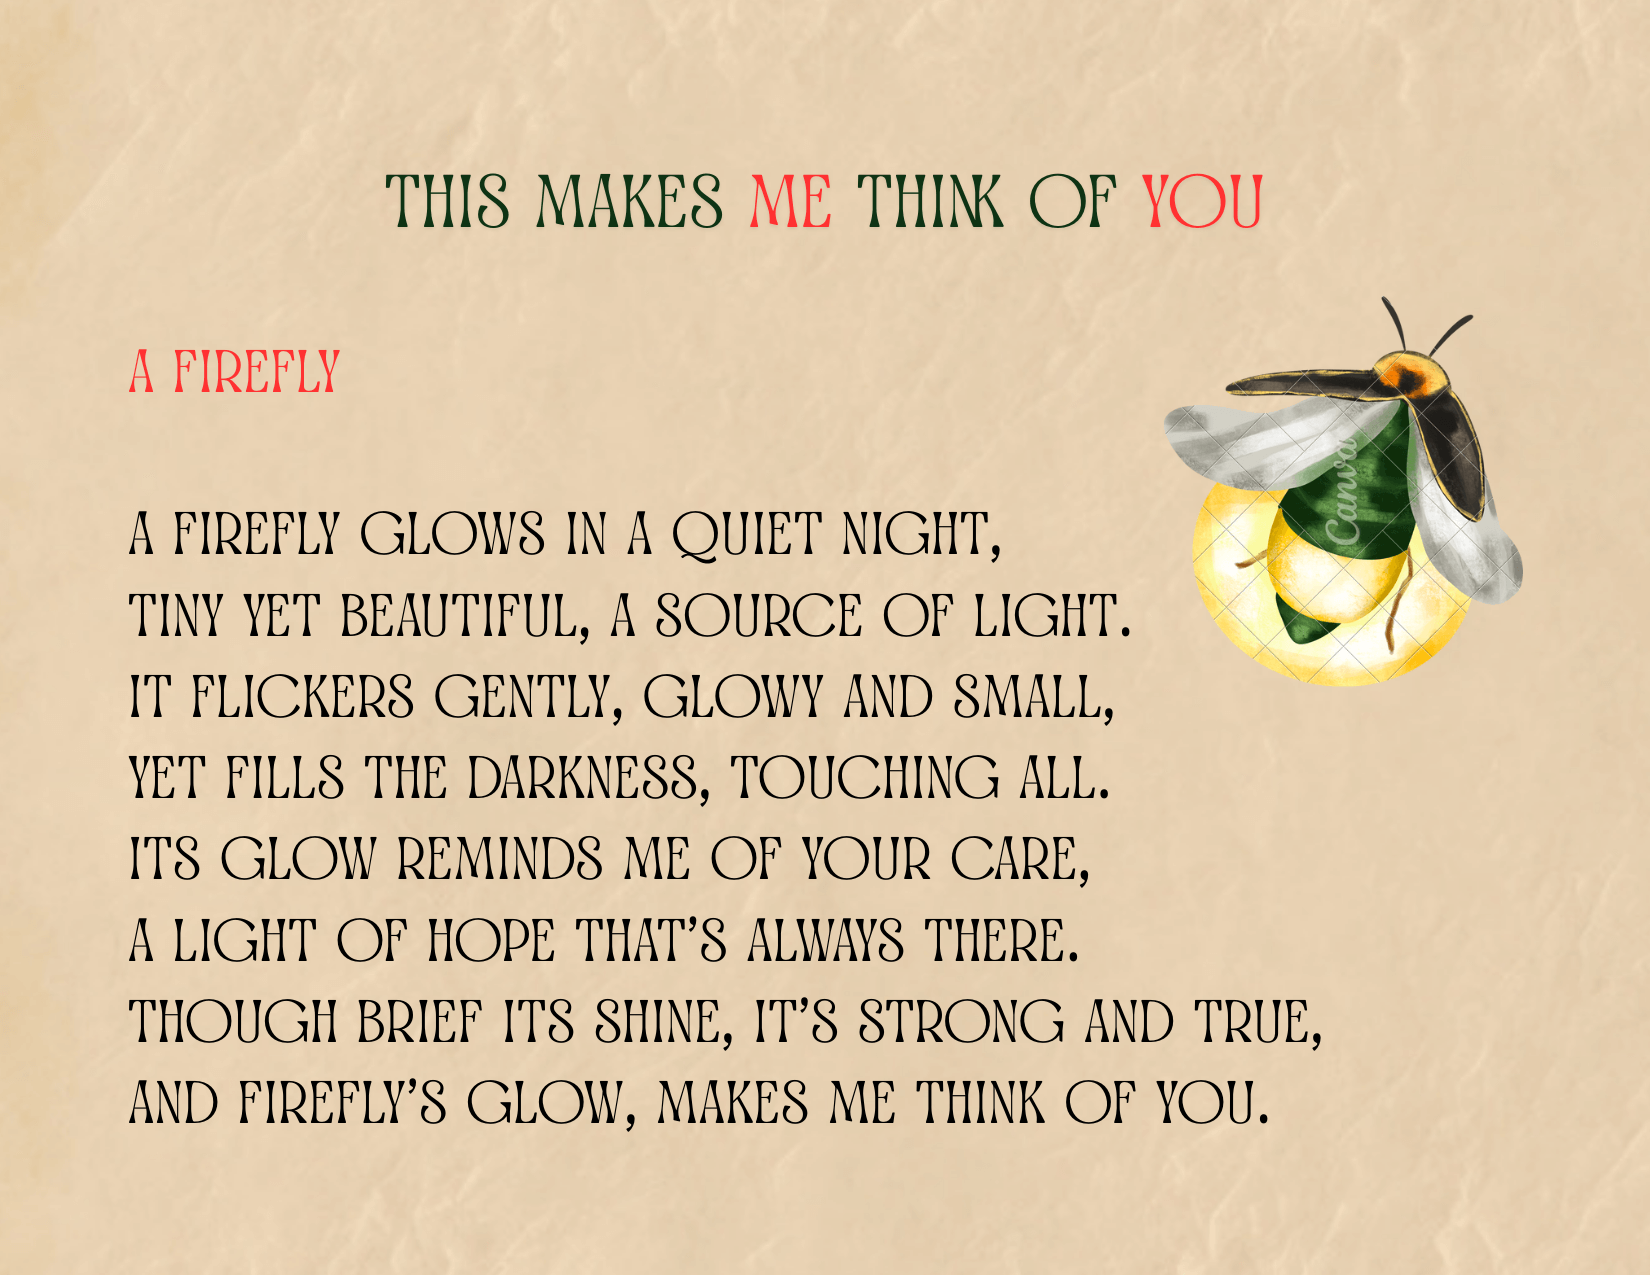 THIS MAKES ME THINK OF YOU
A FIREFLY
A FIREFLY GLOWS IN A QUIET NIGHT,
TINY YET BEAUTIFUL, A SOURCE OF LIGHT.
IT FLICKERS GENTLY, GLOWY AND SMALL,
YET FILLS THE DARKNESS, TOUCHING ALL.
ITS GLOW REMINDS ME OF YOUR CARE,
A LIGHT OF HOPE THAT’S ALWAYS THERE.
THOUGH BRIEF ITS SHINE, IT’S STRONG AND TRUE,
AND FIREFLY’S GLOW, MAKES ME THINK OF YOU.
Canva